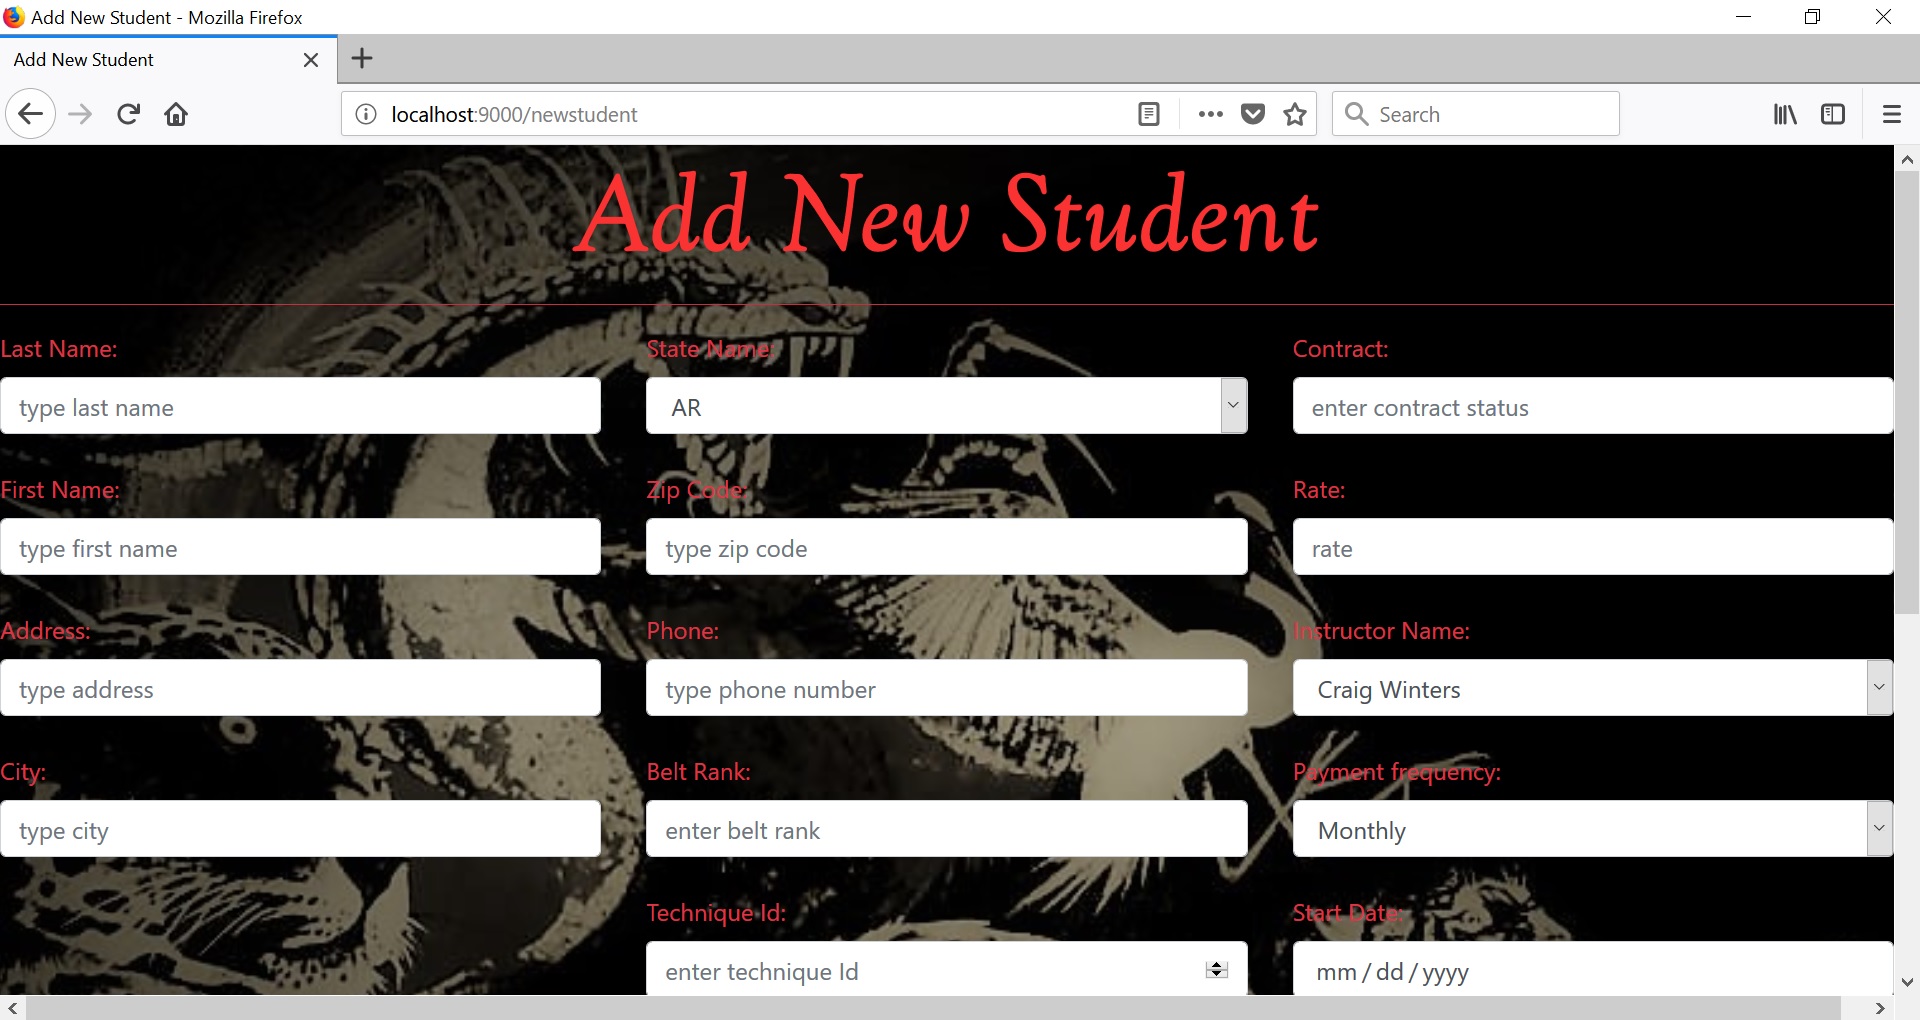 Add New Student - Mozilla Firefox
Add New Student
localhost:9000/newstudent
Search
Add New Student
Last Name:
type last name
State Name:
AR
Contract:
enter contract status
First Name:
type first name
Zip Code:
type zip code
Rate:
rate
Address:
type address
Phone:
type phone number
Instructor Name:
Craig Winters
City:
type city
Belt Rank:
enter belt rank
Payment frequency:
Monthly
Technique Id:
enter technique Id
Start Date:
mm / dd / yyyy